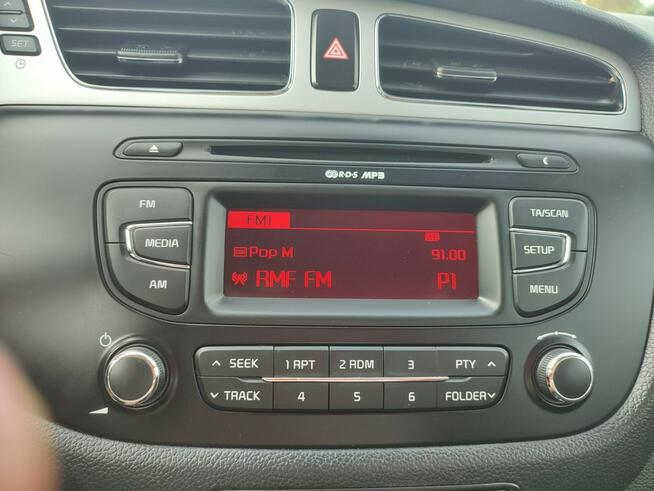 SET
RDS MP3
FM
MEDIA
AM
FM1
Pop M
91.00
RMF FM
P1
TA/SCAN
SETUP
MENU
SEEK
1 RPT
2 RDM
3
PTY
TRACK
4
5
6
FOLDER